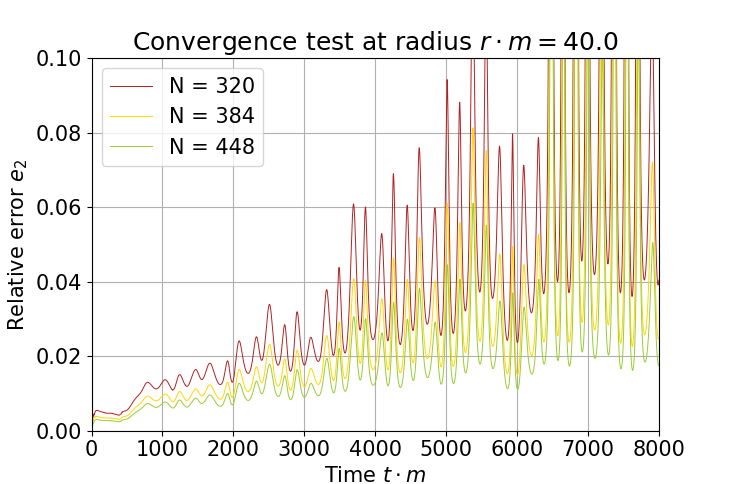 Convergence test at radius r · m = 40.0
N = 320
N = 384
N = 448
Relative error e₂
0.10
0.08
0.06
0.04
0.02
0.00
0 1000 2000 3000 4000 5000 6000 7000 8000
Time t · m